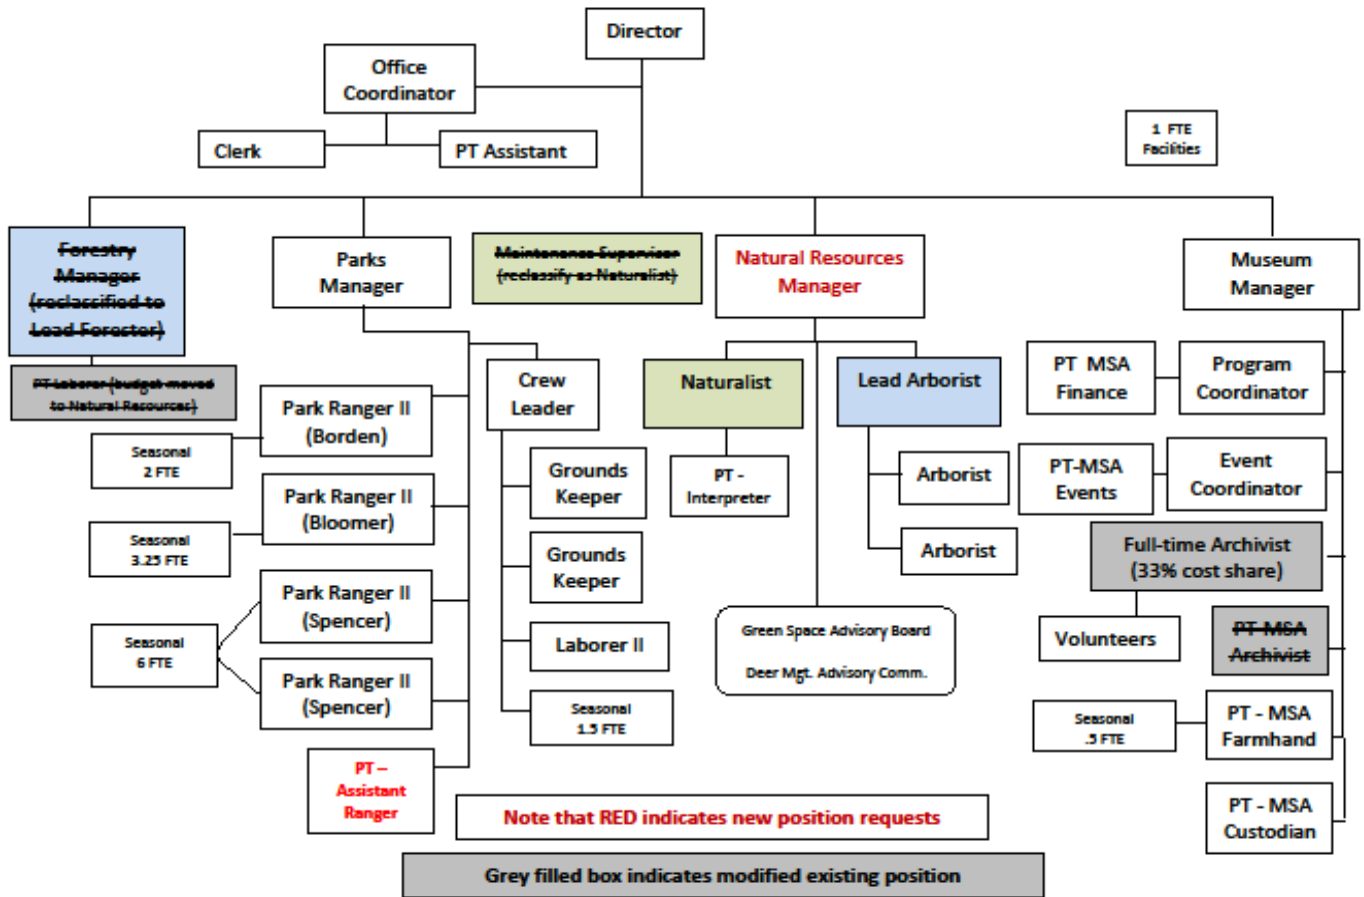 Director
Office
Coordinator
Clerk
PT Assistant
1 FTE
Facilities
Forestry
Manager
(reclassified to
Lead Forester)
PT Laborer (budget moved
to Natural Resources)
Parks
Manager
Maintenance Supervisor
(reclassify as Naturalist)
Natural Resources
Manager
Museum
Manager
Crew
Leader
Park Ranger II
(Borden)
Seasonal
2 FTE
Park Ranger II
(Bloomer)
Seasonal
3.25 FTE
Park Ranger II
(Spencer)
Seasonal
6 FTE
Park Ranger II
(Spencer)
PT –
Assistant
Ranger
Grounds
Keeper
Grounds
Keeper
Laborer II
Seasonal
1.5 FTE
Naturalist
PT -
Interpreter
Lead Arborist
Arborist
Arborist
Green Space Advisory Board
Deer Mgt. Advisory Comm.
PT MSA
Finance
Program
Coordinator
PT-MSA
Events
Event
Coordinator
Full-time Archivist
(33% cost share)
Volunteers
PT-MSA
Archivist
Seasonal
.5 FTE
PT - MSA
Farmhand
PT - MSA
Custodian
Note that RED indicates new position requests
Grey filled box indicates modified existing position